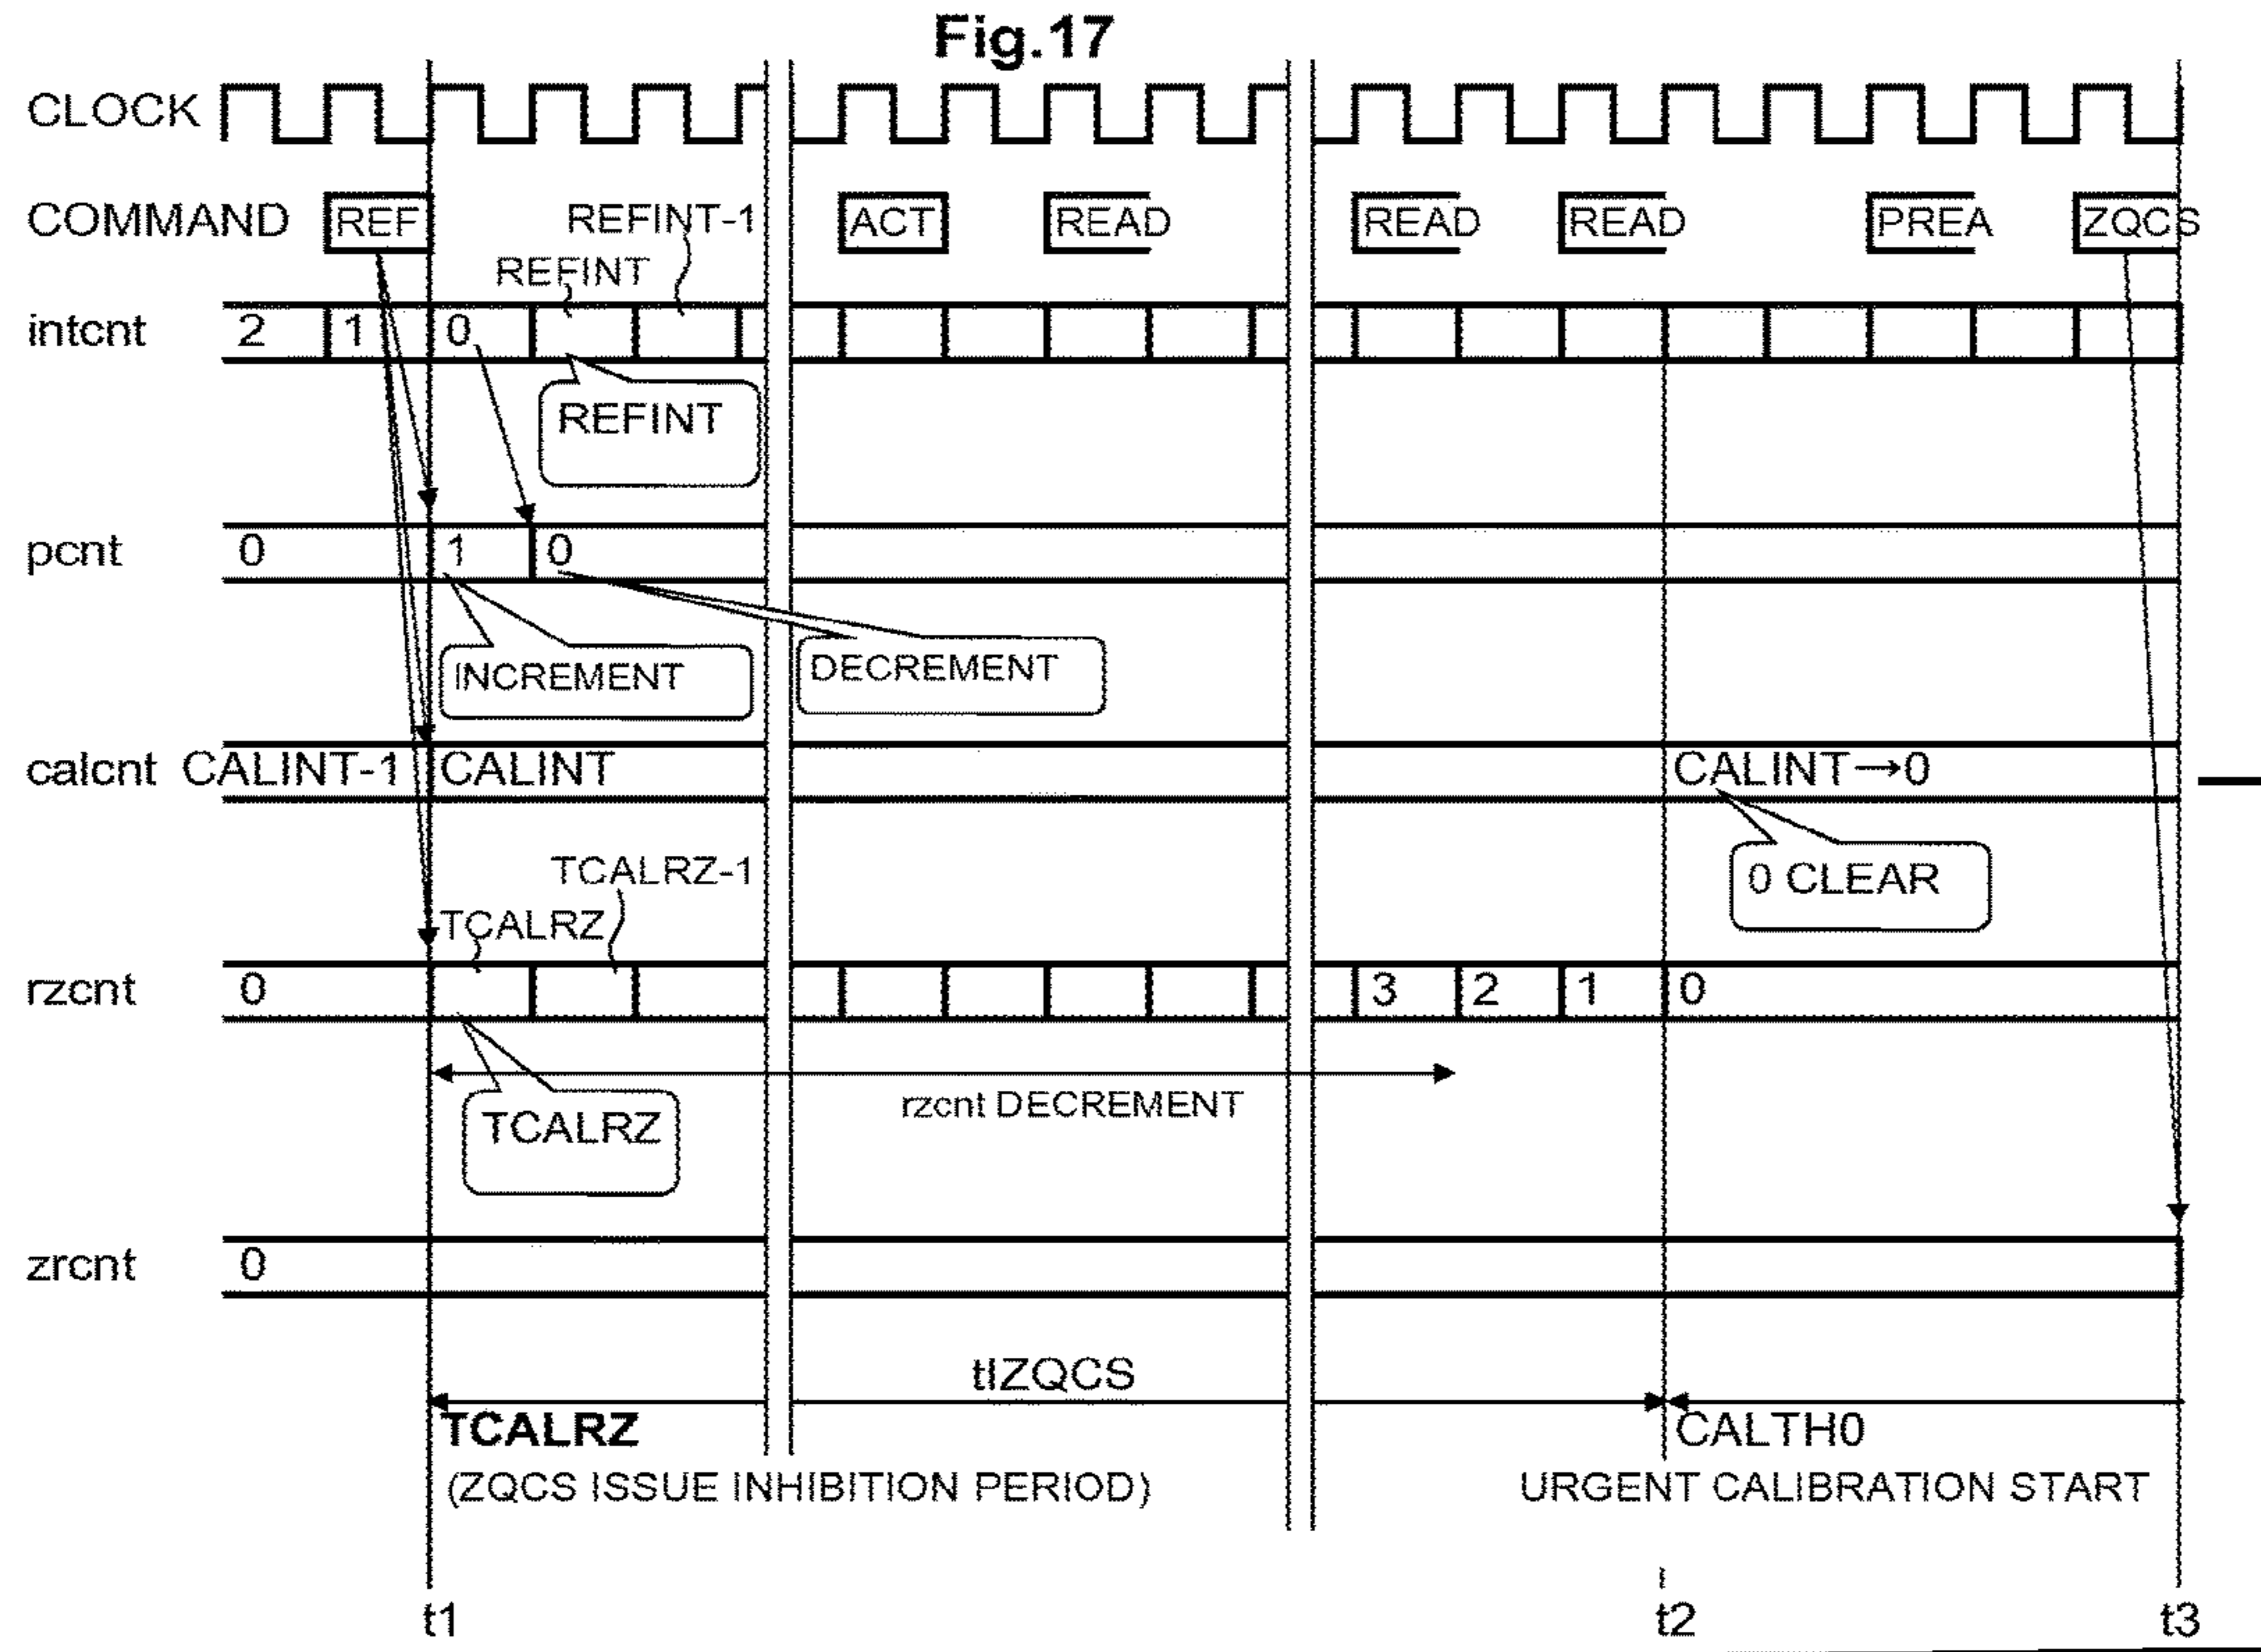 Fig.17
CLOCK
COMMAND REF REFINT-1 ACT READ READ READ PREA ZQCS
REFINT
intcnt 2 1 0
REFINT
pcnt 0 1 0
INCREMENT DECREMENT
calcnt CALINT-1 CALINT CALINT→0
TCALRZ-1 0 CLEAR
TCALRZ
rzcnt 0 3 2 1 0
rzcnt DECREMENT
TCALRZ
zrcnt 0
tIZQCS
TCALRZ CALTH0
(ZQCS ISSUE INHIBITION PERIOD) URGENT CALIBRATION START
t1 t2 t3